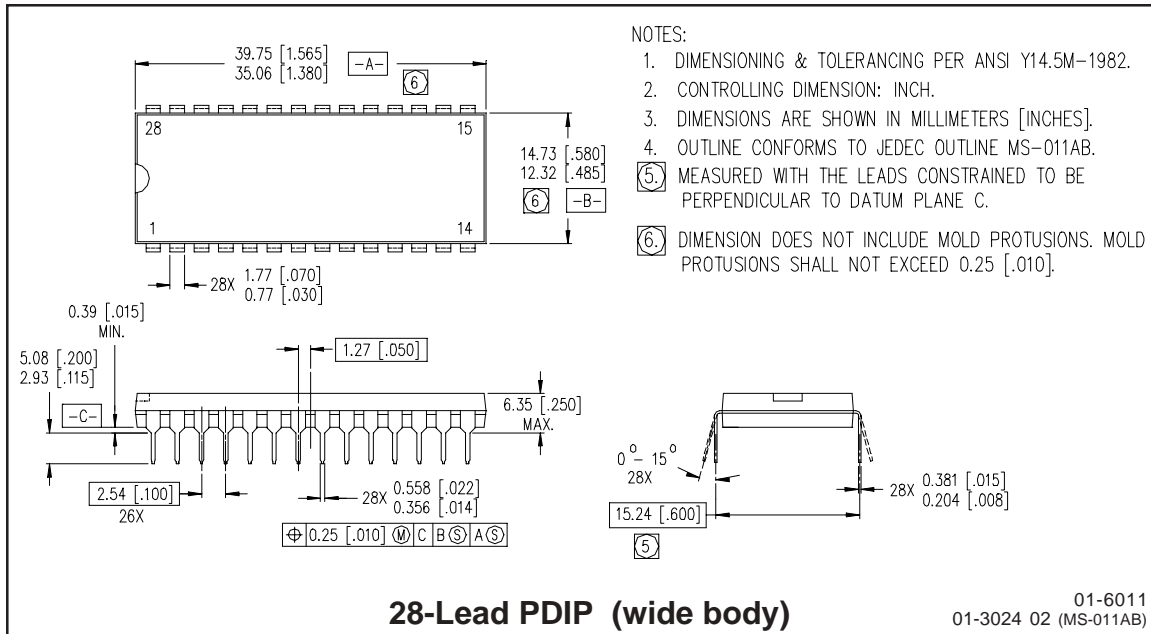 39.75 [1.565]
35.06 [1.380]
-A-
6
28
15
1
14
14.73 [.580]
12.32 [.485]
6
-B-
28X
1.77 [.070]
0.77 [.030]
NOTES:
1. DIMENSIONING & TOLERANCING PER ANSI Y14.5M-1982.
2. CONTROLLING DIMENSION: INCH.
3. DIMENSIONS ARE SHOWN IN MILLIMETERS [INCHES].
4. OUTLINE CONFORMS TO JEDEC OUTLINE MS-011AB.
5. MEASURED WITH THE LEADS CONSTRAINED TO BE
PERPENDICULAR TO DATUM PLANE C.
6. DIMENSION DOES NOT INCLUDE MOLD PROTUSIONS. MOLD
PROTUSIONS SHALL NOT EXCEED 0.25 [.010].
0.39 [.015]
MIN.
5.08 [.200]
2.93 [.115]
-C-
1.27 [.050]
6.35 [.250]
MAX.
2.54 [.100]
26X
28X
0.558 [.022]
0.356 [.014]
⌖ 0.25 [.010] Ⓜ C B Ⓢ A Ⓢ
0° - 15°
28X
28X
0.381 [.015]
0.204 [.008]
15.24 [.600]
5
28-Lead PDIP (wide body)
01-6011
01-3024 02 (MS-011AB)